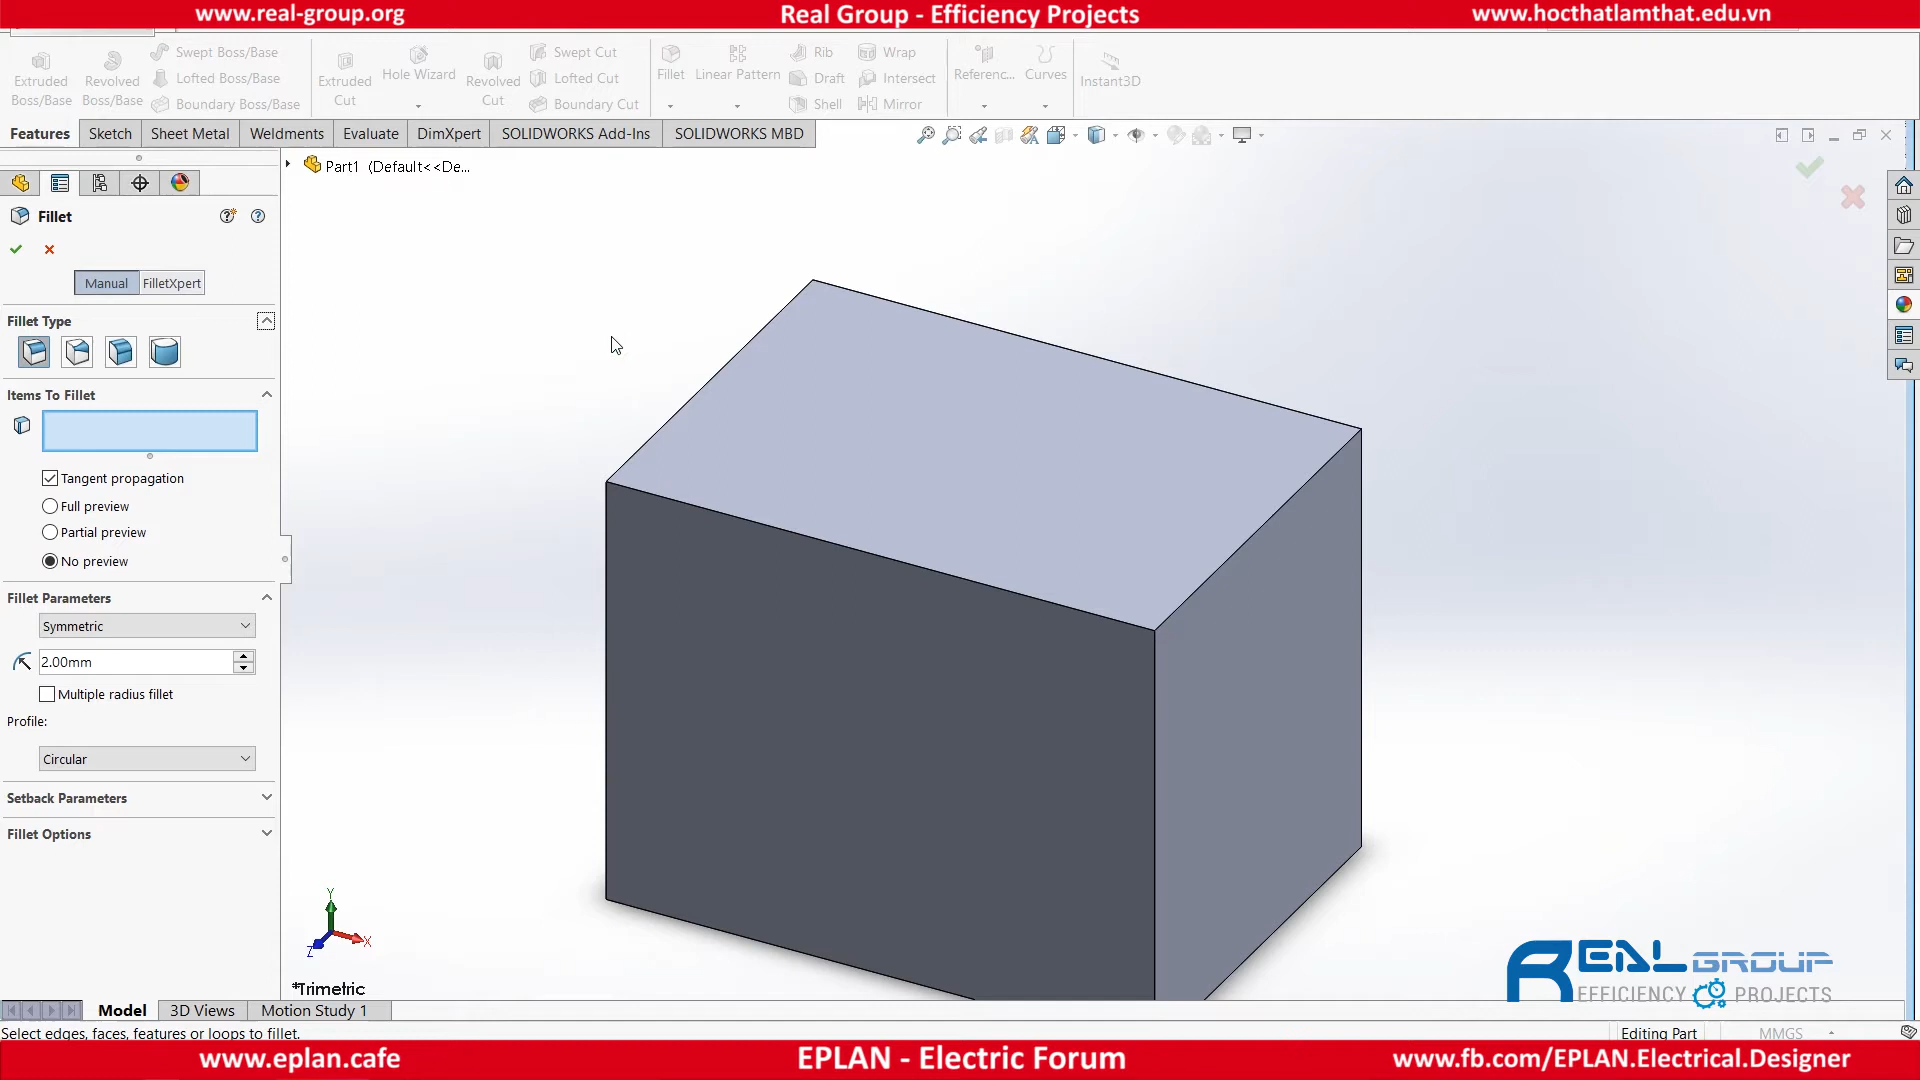 www.real-group.org
Real Group - Efficiency Projects
www.hocthatlamthat.edu.vn
Extruded Boss/Base
Revolved Boss/Base
Swept Boss/Base
Lofted Boss/Base
Boundary Boss/Base
Extruded Cut
Hole Wizard
Revolved Cut
Swept Cut
Lofted Cut
Boundary Cut
Fillet
Linear Pattern
Rib
Draft
Shell
Wrap
Intersect
Mirror
Referenc...
Curves
Instant3D
Features
Sketch
Sheet Metal
Weldments
Evaluate
DimXpert
SOLIDWORKS Add-Ins
SOLIDWORKS MBD
Part1 (Default<<De...
Fillet
Manual
FilletXpert
Fillet Type
Items To Fillet
Tangent propagation
Full preview
Partial preview
No preview
Fillet Parameters
Symmetric
2.00mm
Multiple radius fillet
Profile:
Circular
Setback Parameters
Fillet Options
Y
X
Z
*Trimetric
REAL GROUP
EFFICIENCY PROJECTS
Model
3D Views
Motion Study 1
Select edges, faces, features or loops to fillet.
Editing Part
MMGS
www.eplan.cafe
EPLAN - Electric Forum
www.fb.com/EPLAN.Electrical.Designer